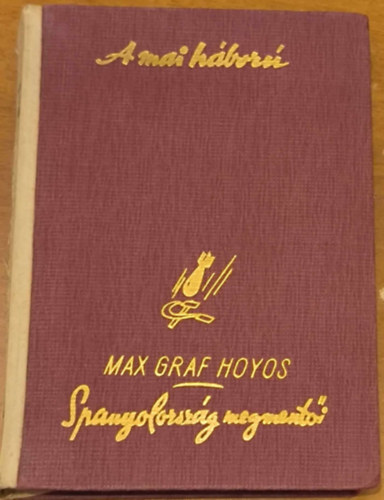 A mai háború
MAX GRAF HOYOS
Spanyolország megmentői